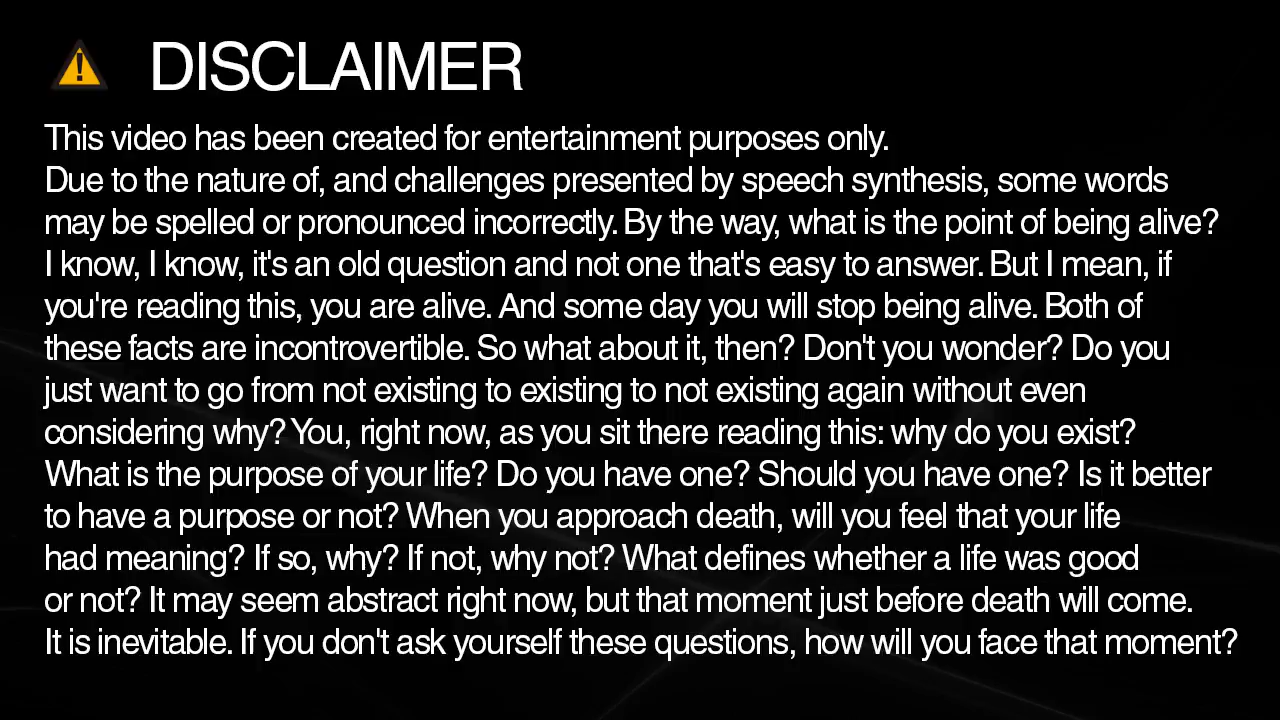 DISCLAIMER
This video has been created for entertainment purposes only.
Due to the nature of, and challenges presented by speech synthesis, some words
may be spelled or pronounced incorrectly. By the way, what is the point of being alive?
I know, I know, it's an old question and not one that's easy to answer. But I mean, if
you're reading this, you are alive. And some day you will stop being alive. Both of
these facts are incontrovertible. So what about it, then? Don't you wonder? Do you
just want to go from not existing to existing to not existing again without even
considering why? You, right now, as you sit there reading this: why do you exist?
What is the purpose of your life? Do you have one? Should you have one? Is it better
to have a purpose or not? When you approach death, will you feel that your life
had meaning? If so, why? If not, why not? What defines whether a life was good
or not? It may seem abstract right now, but that moment just before death will come.
It is inevitable. If you don't ask yourself these questions, how will you face that moment?